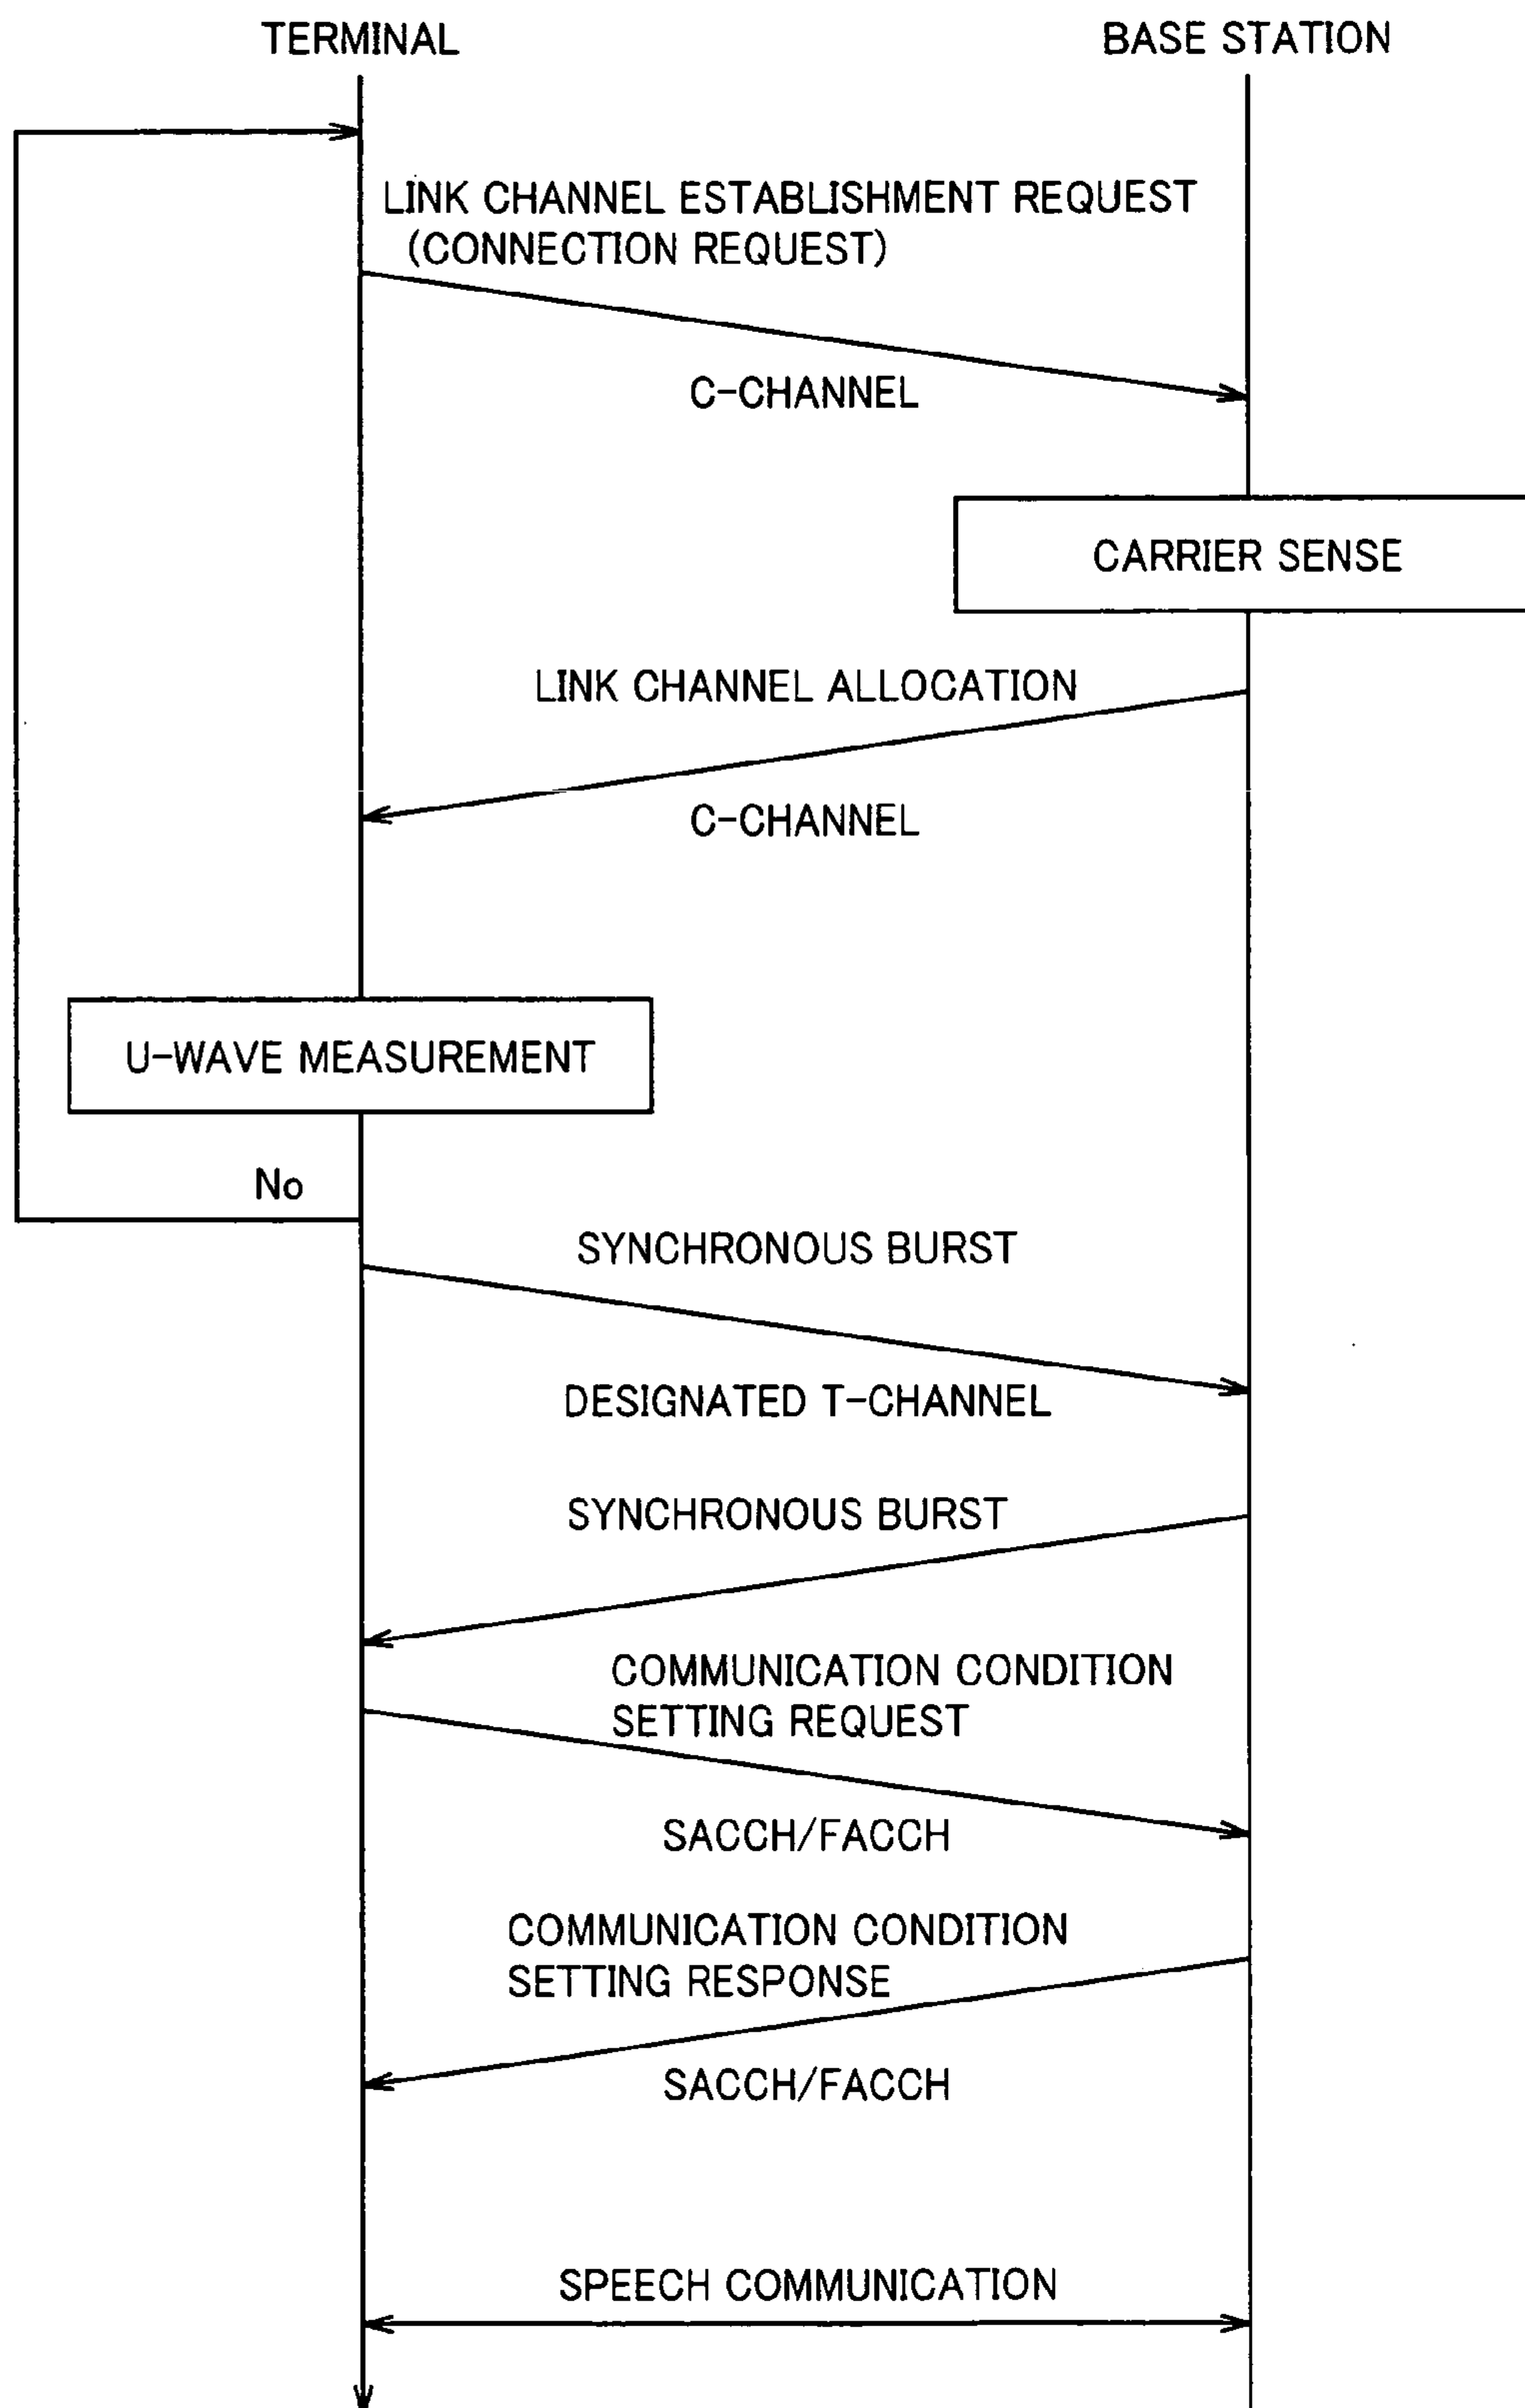 TERMINAL
BASE STATION
LINK CHANNEL ESTABLISHMENT REQUEST
(CONNECTION REQUEST)
C-CHANNEL
CARRIER SENSE
LINK CHANNEL ALLOCATION
C-CHANNEL
U-WAVE MEASUREMENT
No
SYNCHRONOUS BURST
DESIGNATED T-CHANNEL
SYNCHRONOUS BURST
COMMUNICATION CONDITION
SETTING REQUEST
SACCH/FACCH
COMMUNICATION CONDITION
SETTING RESPONSE
SACCH/FACCH
SPEECH COMMUNICATION